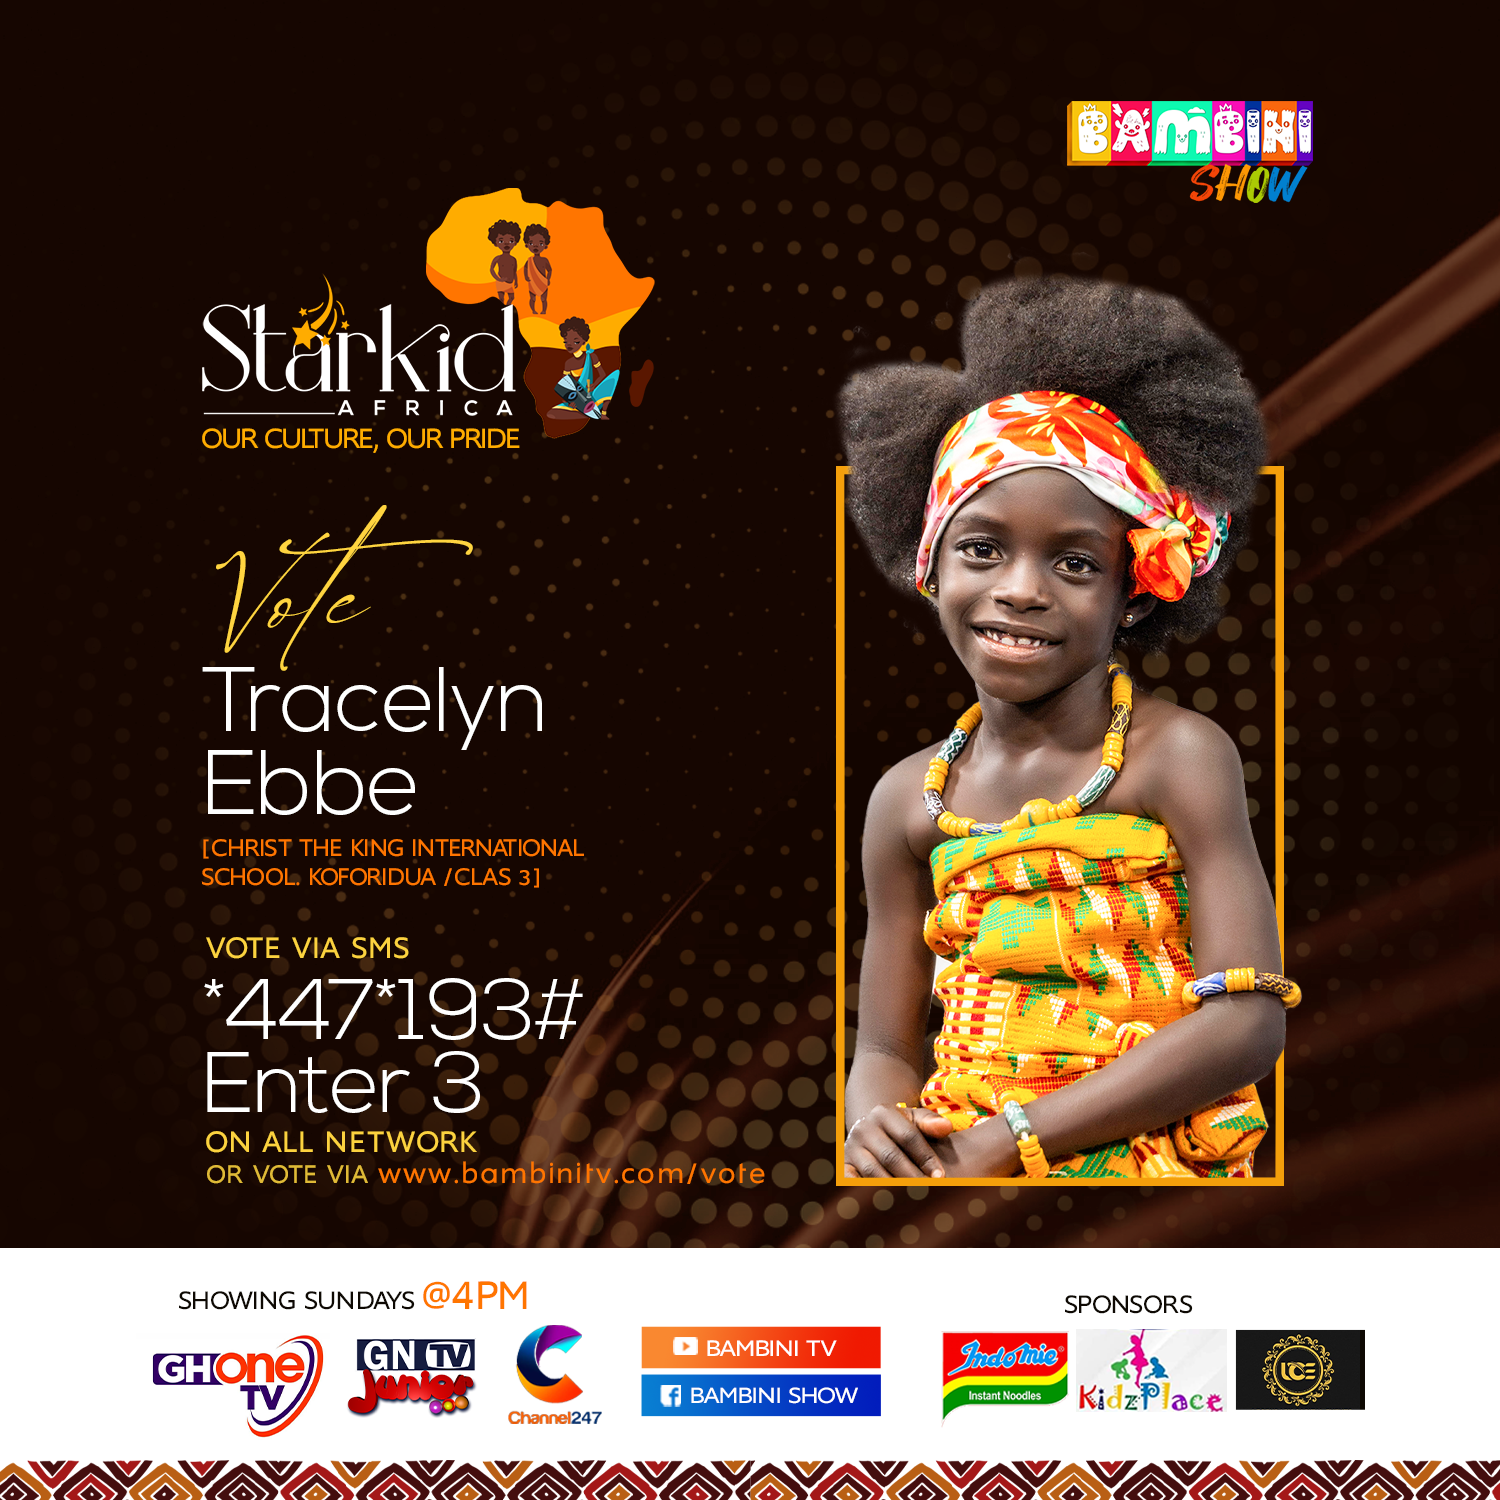 BAMBINI
SHOW
Starkid
AFRICA
OUR CULTURE, OUR PRIDE
Vote
Tracelyn
Ebbe
[CHRIST THE KING INTERNATIONAL
SCHOOL. KOFORIDUA /CLAS 3]
VOTE VIA SMS
*447*193#
Enter 3
ON ALL NETWORK
OR VOTE VIA www.bambinitv.com/vote
SHOWING SUNDAYS @4PM
GHOne
TV
GN TV
Junior
Channel247
BAMBINI TV
BAMBINI SHOW
SPONSORS
Indomie®
Instant Noodles
KidzPlace